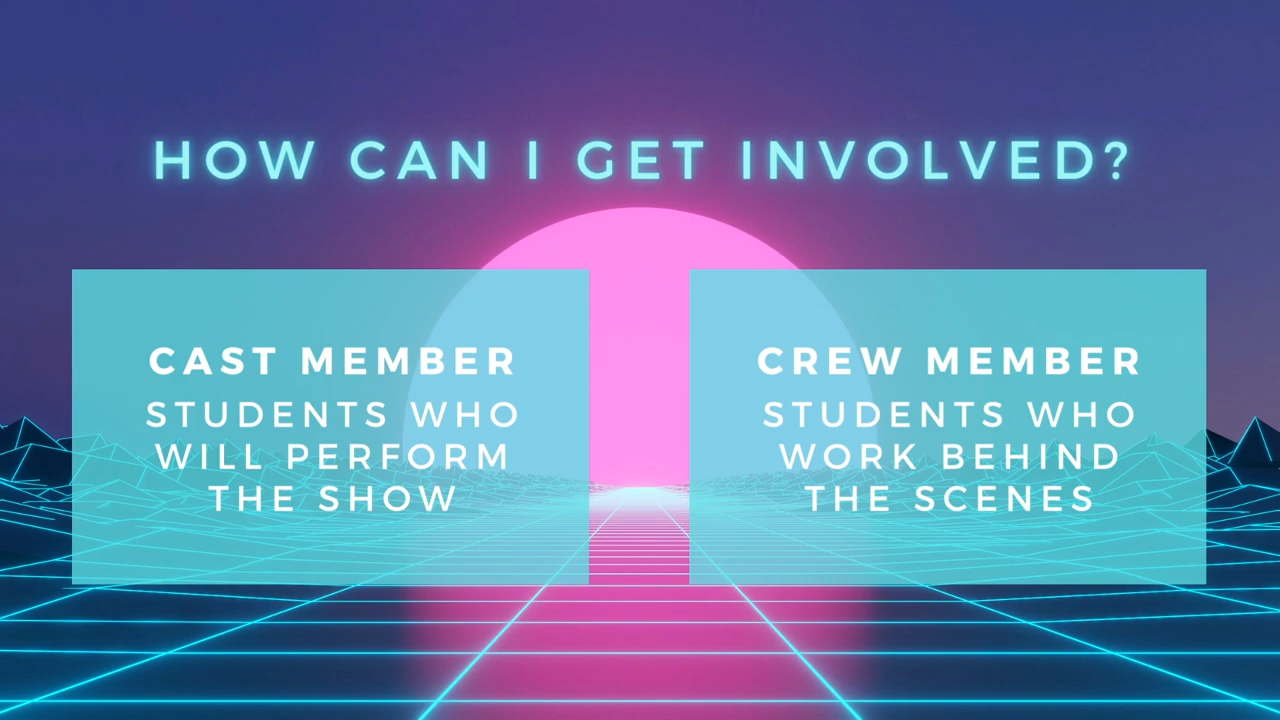 HOW CAN I GET INVOLVED?
CAST MEMBER
STUDENTS WHO
WILL PERFORM
THE SHOW
CREW MEMBER
STUDENTS WHO
WORK BEHIND
THE SCENES